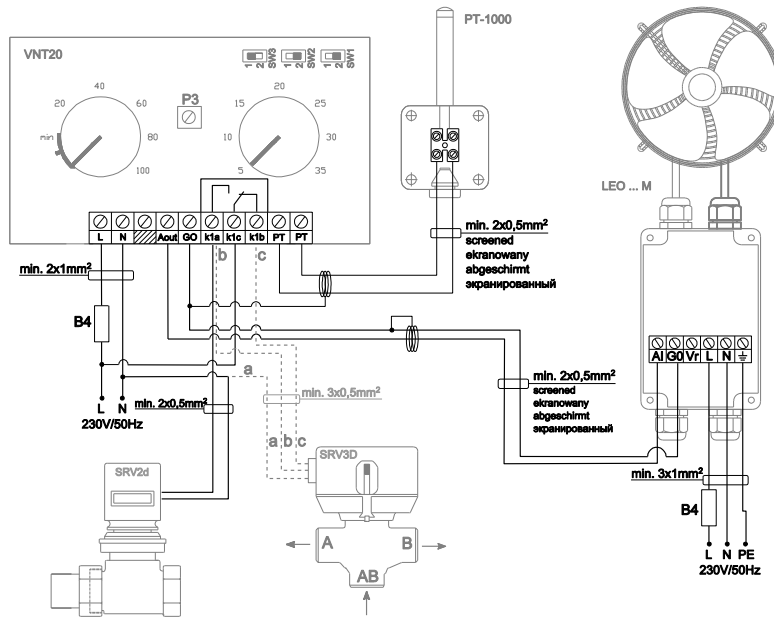 PT-1000
VNT20
1 2 SW3
1 2 SW2
1 2 SW1
P3
min 20 40 60 80 100
5 10 15 20 25 30 35
LEO ... M
L N Aout GO k1a k1c k1b PT PT
min. 2x0,5mm²
screened
ekranowany
abgeschirmt
экранированный
b c
min. 2x1mm²
B4
AI G0 Vr L N
a
min. 2x0,5mm²
screened
ekranowany
abgeschirmt
экранированный
L N
230V/50Hz
min. 2x0,5mm²
min. 3x0,5mm²
a b c
SRV2d
SRV3D
A B
AB
min. 3x1mm²
B4
L N PE
230V/50Hz